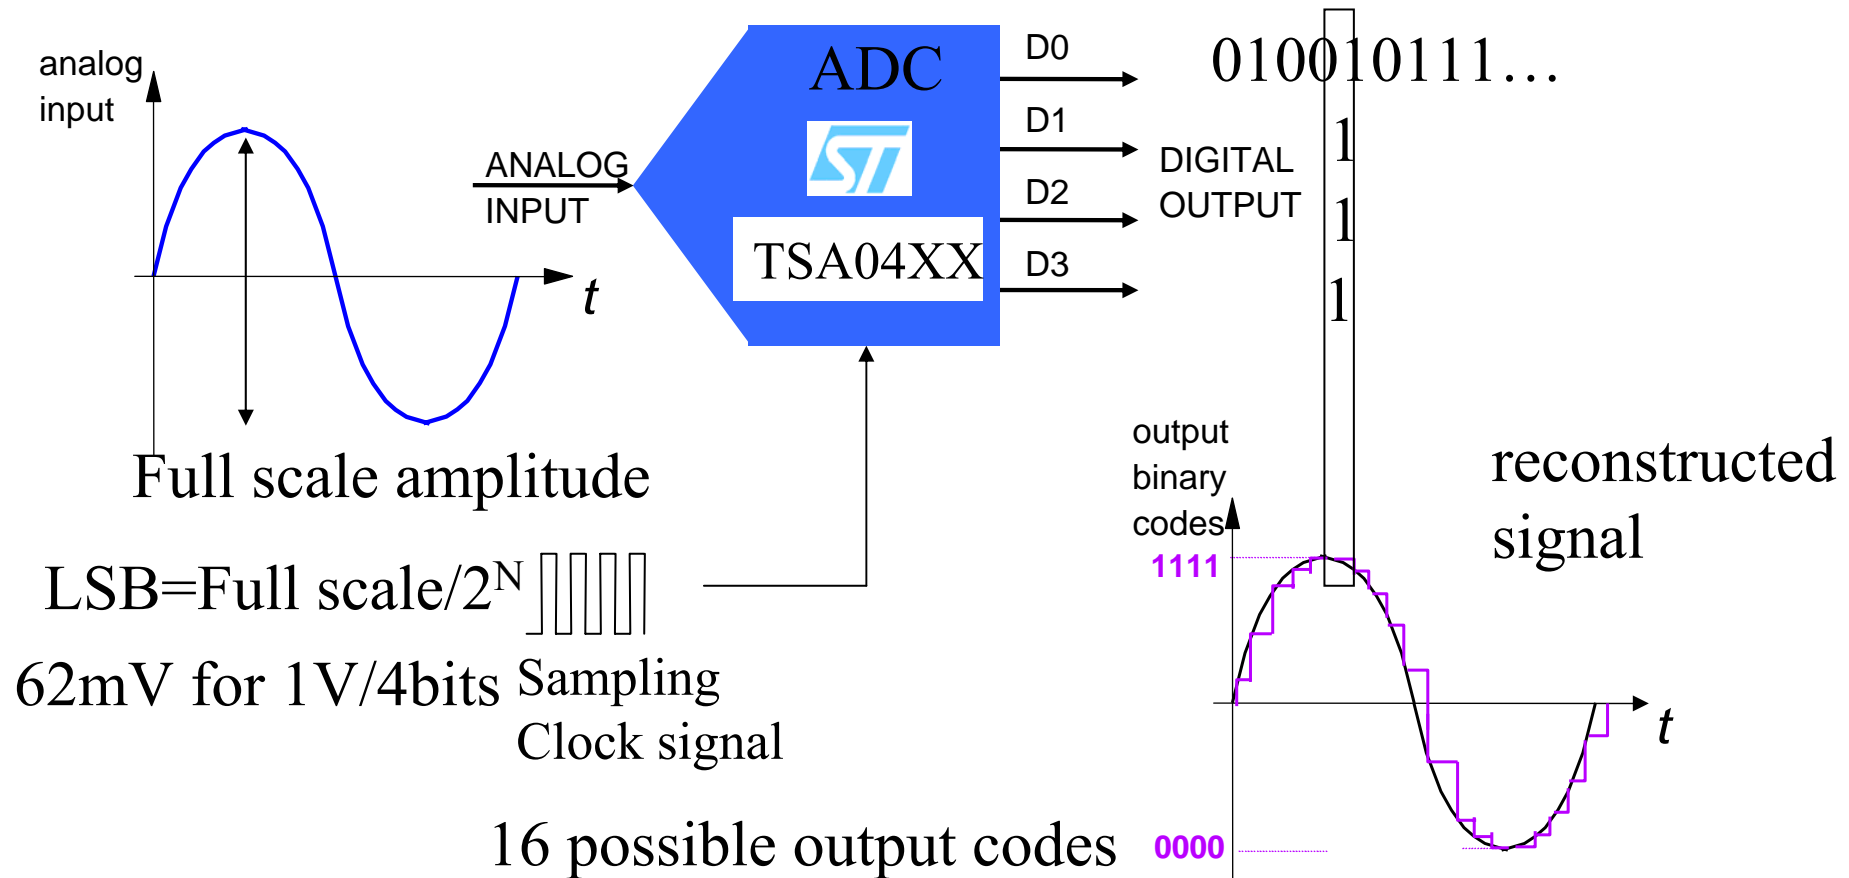 analog
input
ANALOG
INPUT
ADC
ST
TSA04XX
D0
D1
D2
D3
DIGITAL
OUTPUT
010010111…
1
1
1
t
Full scale amplitude
LSB=Full scale/2^N
62mV for 1V/4bits
Sampling
Clock signal
16 possible output codes
output
binary
codes
1111
0000
t
reconstructed
signal